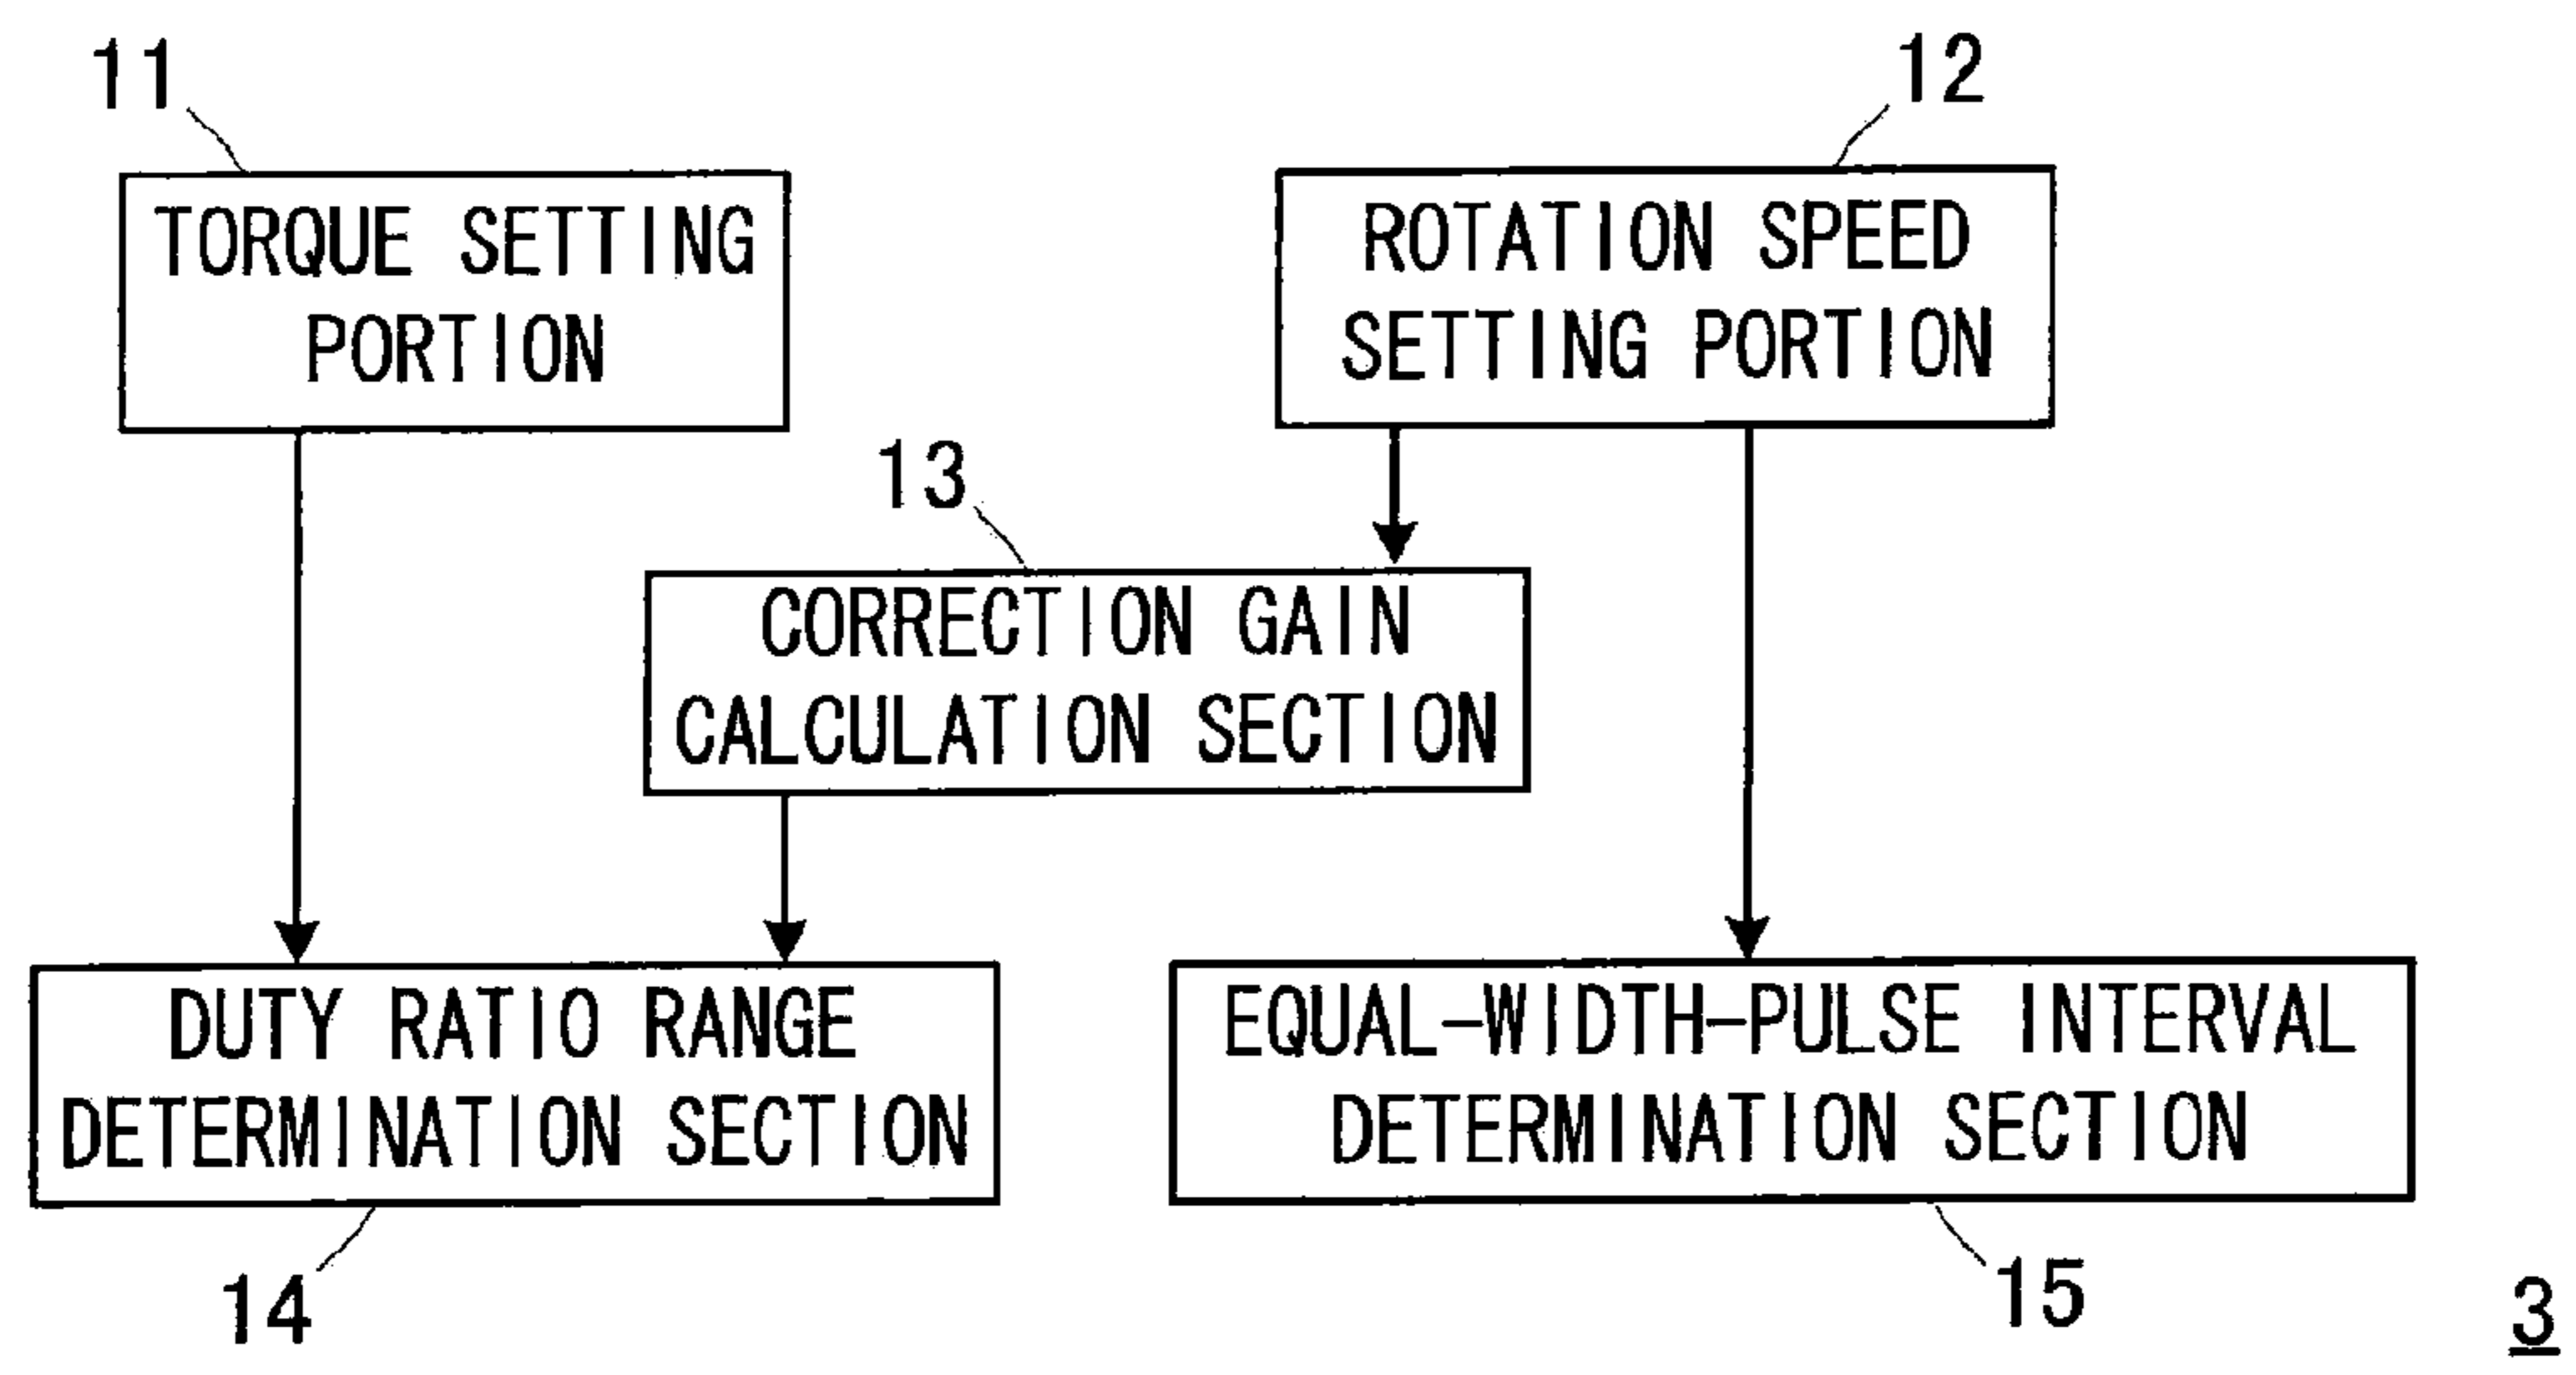 11
12
TORQUE SETTING
PORTION
ROTATION SPEED
SETTING PORTION
13
CORRECTION GAIN
CALCULATION SECTION
DUTY RATIO RANGE
DETERMINATION SECTION
EQUAL-WIDTH-PULSE INTERVAL
DETERMINATION SECTION
14
15
3